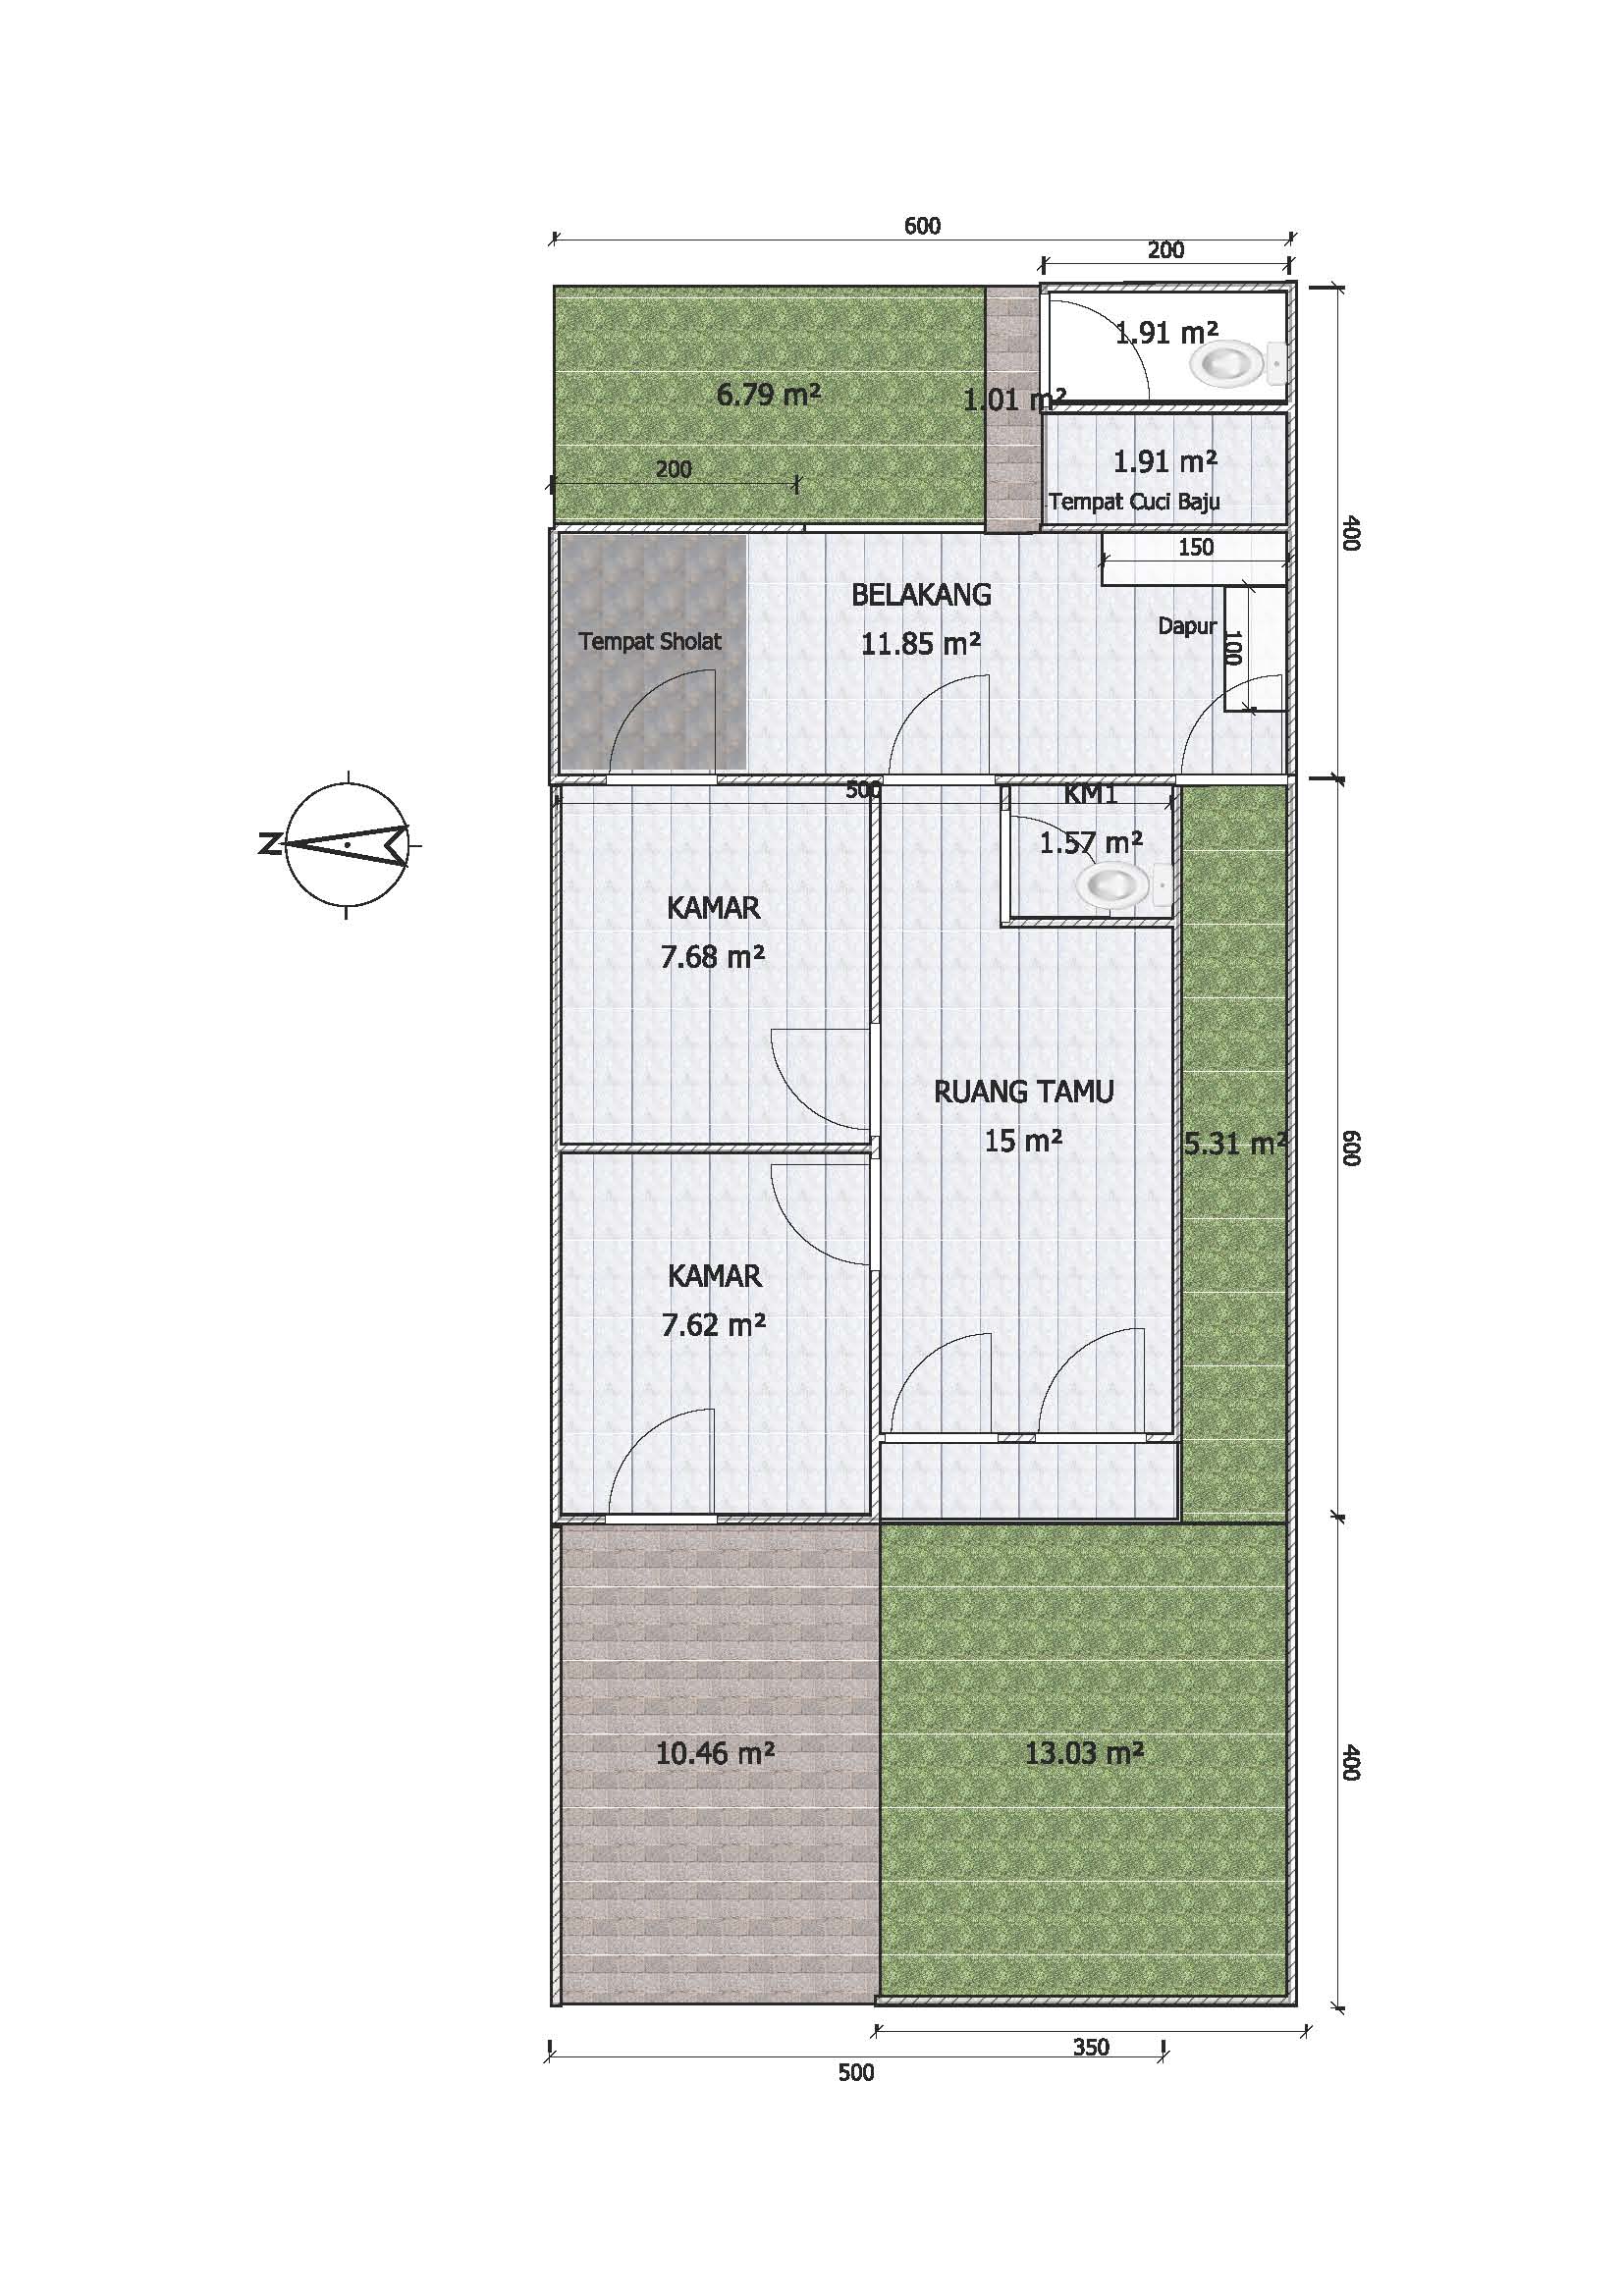 600
200
1.91 m²
6.79 m²
1.01 m²
1.91 m²
200
Tempat Cuci Baju
400
150
BELAKANG
11.85 m²
Tempat Sholat
Dapur
100
500
KM1
1.57 m²
N
KAMAR
7.68 m²
RUANG TAMU
15 m²
5.31 m²
600
KAMAR
7.62 m²
10.46 m²
13.03 m²
400
350
500